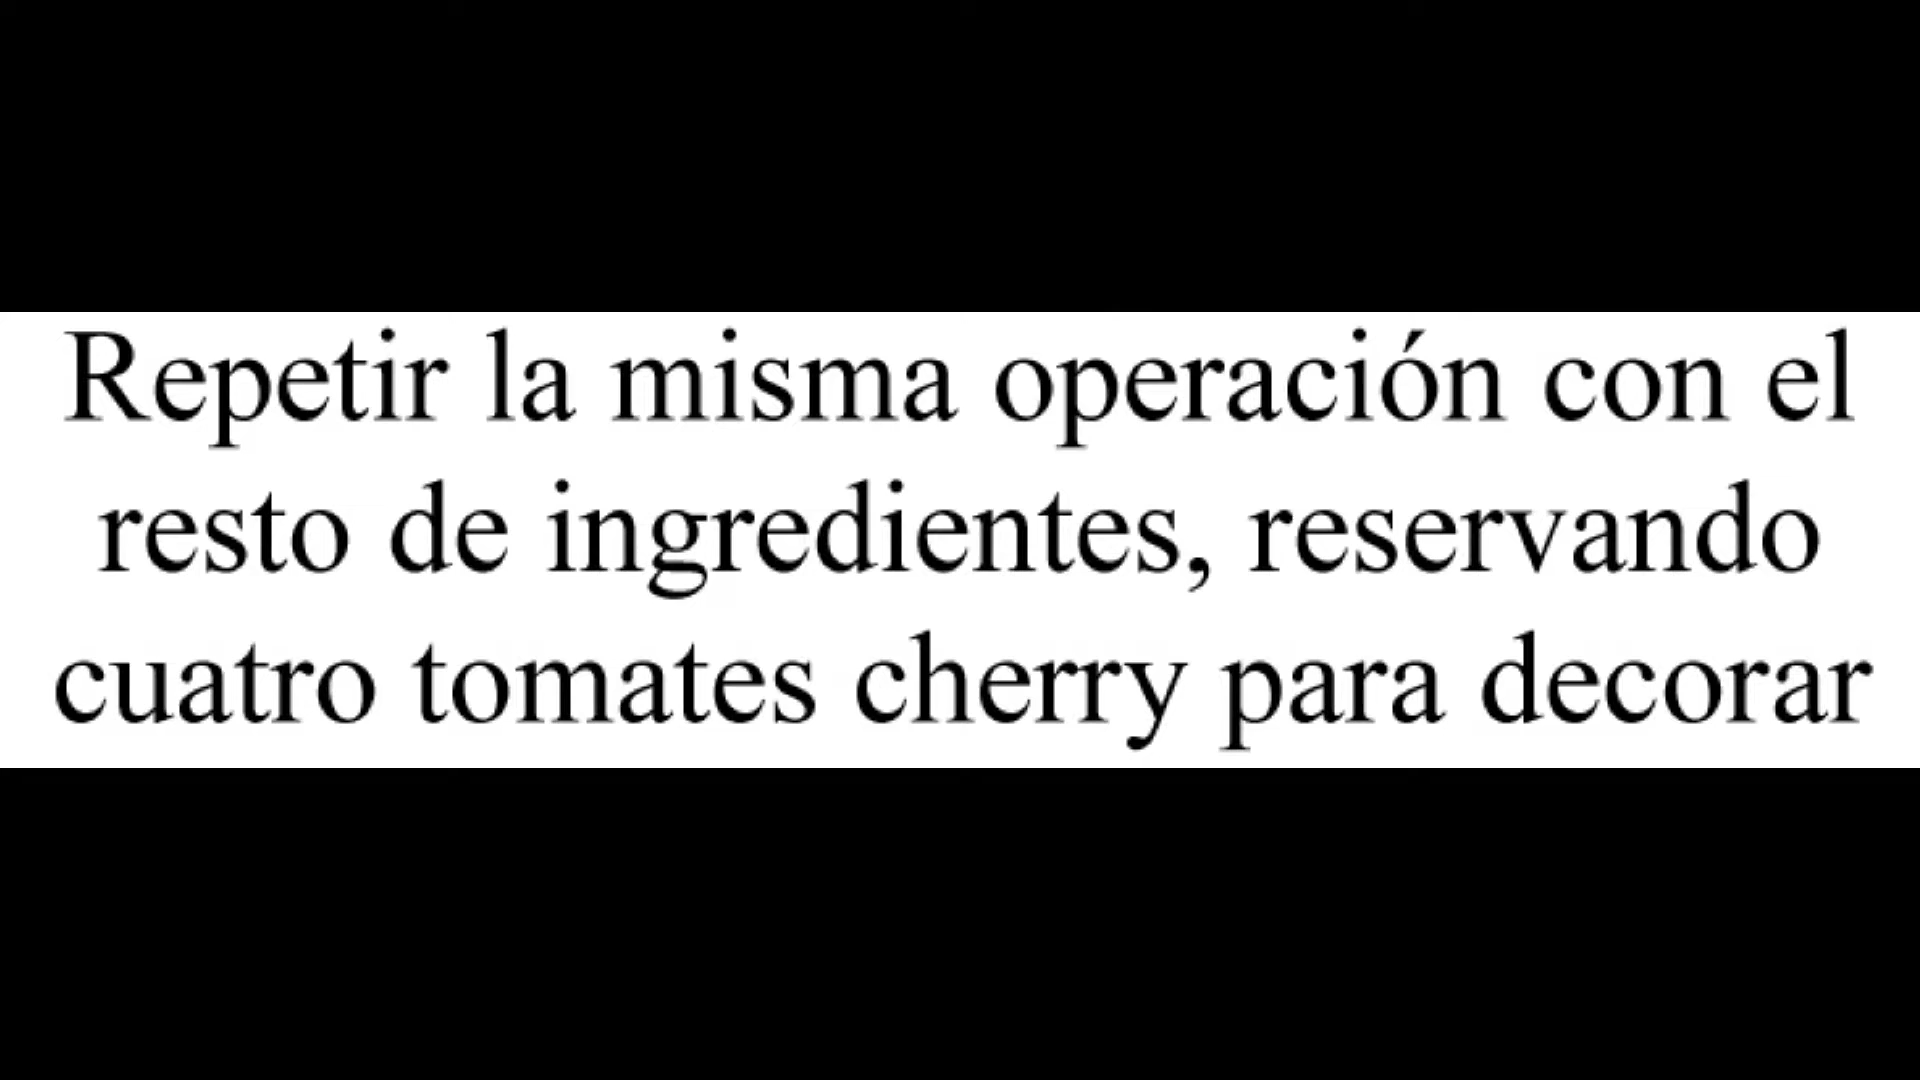 Repetir la misma operación con el
resto de ingredientes, reservando
cuatro tomates cherry para decorar